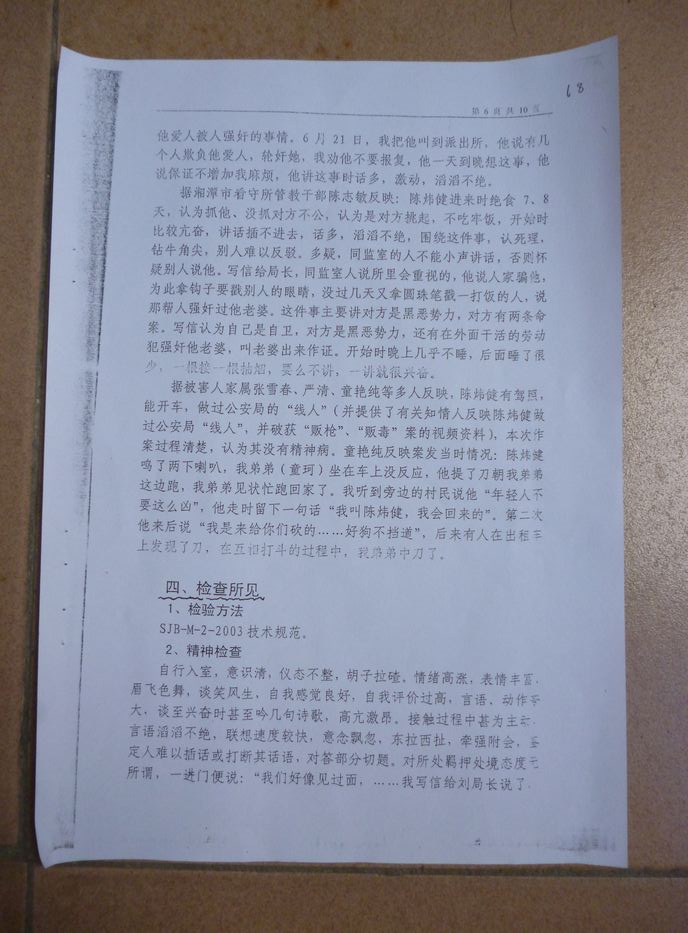 68
第 6 页 共 10 页
他爱人被人强奸的事情。6 月 21 日，我把他叫到派出所，他说有几
个人欺负他爱人，轮奸她，我劝他不要报复，他一天到晚想这事，他
说保证不增加我麻烦，他讲这事时话多，激动，滔滔不绝。
据湘潭市看守所管教干部陈志敏反映：陈炜健进来时绝食 7、8
天，认为抓他、没抓对方不公，认为是对方挑起，不吃牢饭，开始时
比较亢奋，讲话插不进去，话多，滔滔不绝，围绕这件事，认死理，
钻牛角尖，别人难以反驳。多疑，同监室的人不能小声讲话，否则怀
疑别人说他。写信给局长，同监室人说所里会重视的，他说人家骗他，
为此拿钩子要戳别人的眼睛，没过几天又拿圆珠笔戳一打饭的人，说
那帮人强奸过他老婆。这件事主要讲对方是黑恶势力，对方有两条命
案。写信认为自己是自卫，对方是黑恶势力，还有在外面干活的劳动
犯强奸他老婆，叫老婆出来作证。开始时晚上几乎不睡，后面睡了很
少，一根接一根抽烟，要么不讲，一讲就很兴奋。
据被害人家属张雪春、严清、童艳纯等多人反映，陈炜健有驾照，
能开车，做过公安局的“线人”（并提供了有关知情人反映陈炜健做
过公安局“线人”，并破获“贩枪”、“贩毒”案的视频资料），本次作
案过程清楚，认为其没有精神病。童艳纯反映案发当时情况：陈炜健
鸣了两下喇叭，我弟弟（童珂）坐在车上没反应，他提了刀朝我弟弟
这边跑，我弟弟见状忙跑回家了。我听到旁边的村民说他“年轻人不
要这么凶”，他走时留下一句话“我叫陈炜健，我会回来的”。第二次
他来后说“我是来给你们砍的……好狗不挡道”，后来有人在出租车
上发现了刀，在互相打斗的过程中，我弟弟中刀了。
四、检查所见
1、检验方法
SJB-M-2-2003 技术规范。
2、精神检查
自行入室，意识清，仪态不整，胡子拉碴。情绪高涨，表情丰富，
眉飞色舞，谈笑风生，自我感觉良好，自我评价过高，言语、动作夸
大，谈至兴奋时甚至吟几句诗歌，高亢激昂。接触过程中甚为主动，
言语滔滔不绝，联想速度较快，意念飘忽，东拉西扯，牵强附会，鉴
定人难以插话或打断其话语，对答部分切题。对所处羁押处境态度无
所谓，一进门便说：“我们好像见过面，……我写信给刘局长说了，